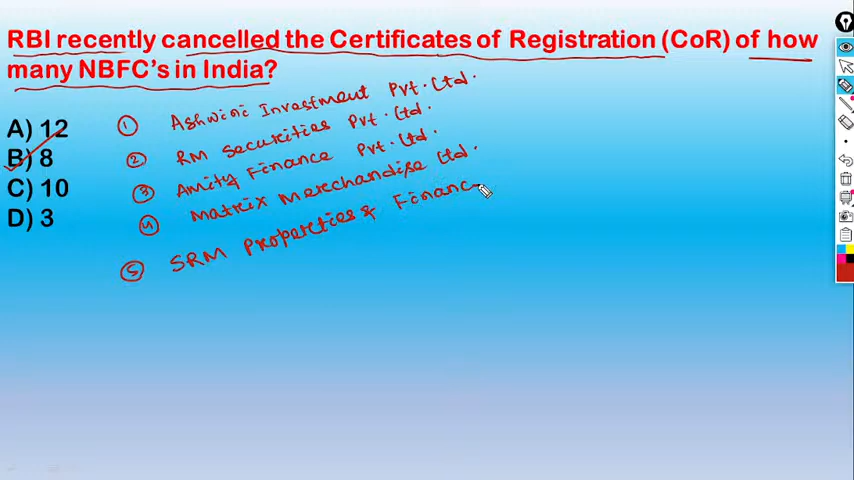 RBI recently cancelled the Certificates of Registration (CoR) of how
many NBFC's in India?
A) 12
B) 8
C) 10
D) 3
① Ashwini Investment Pvt. Ltd.
② RM Securities Pvt. Ltd.
③ Amity Finance Pvt. Ltd.
④ Matrix Merchandise Ltd.
⑤ SRM Properties & Financ